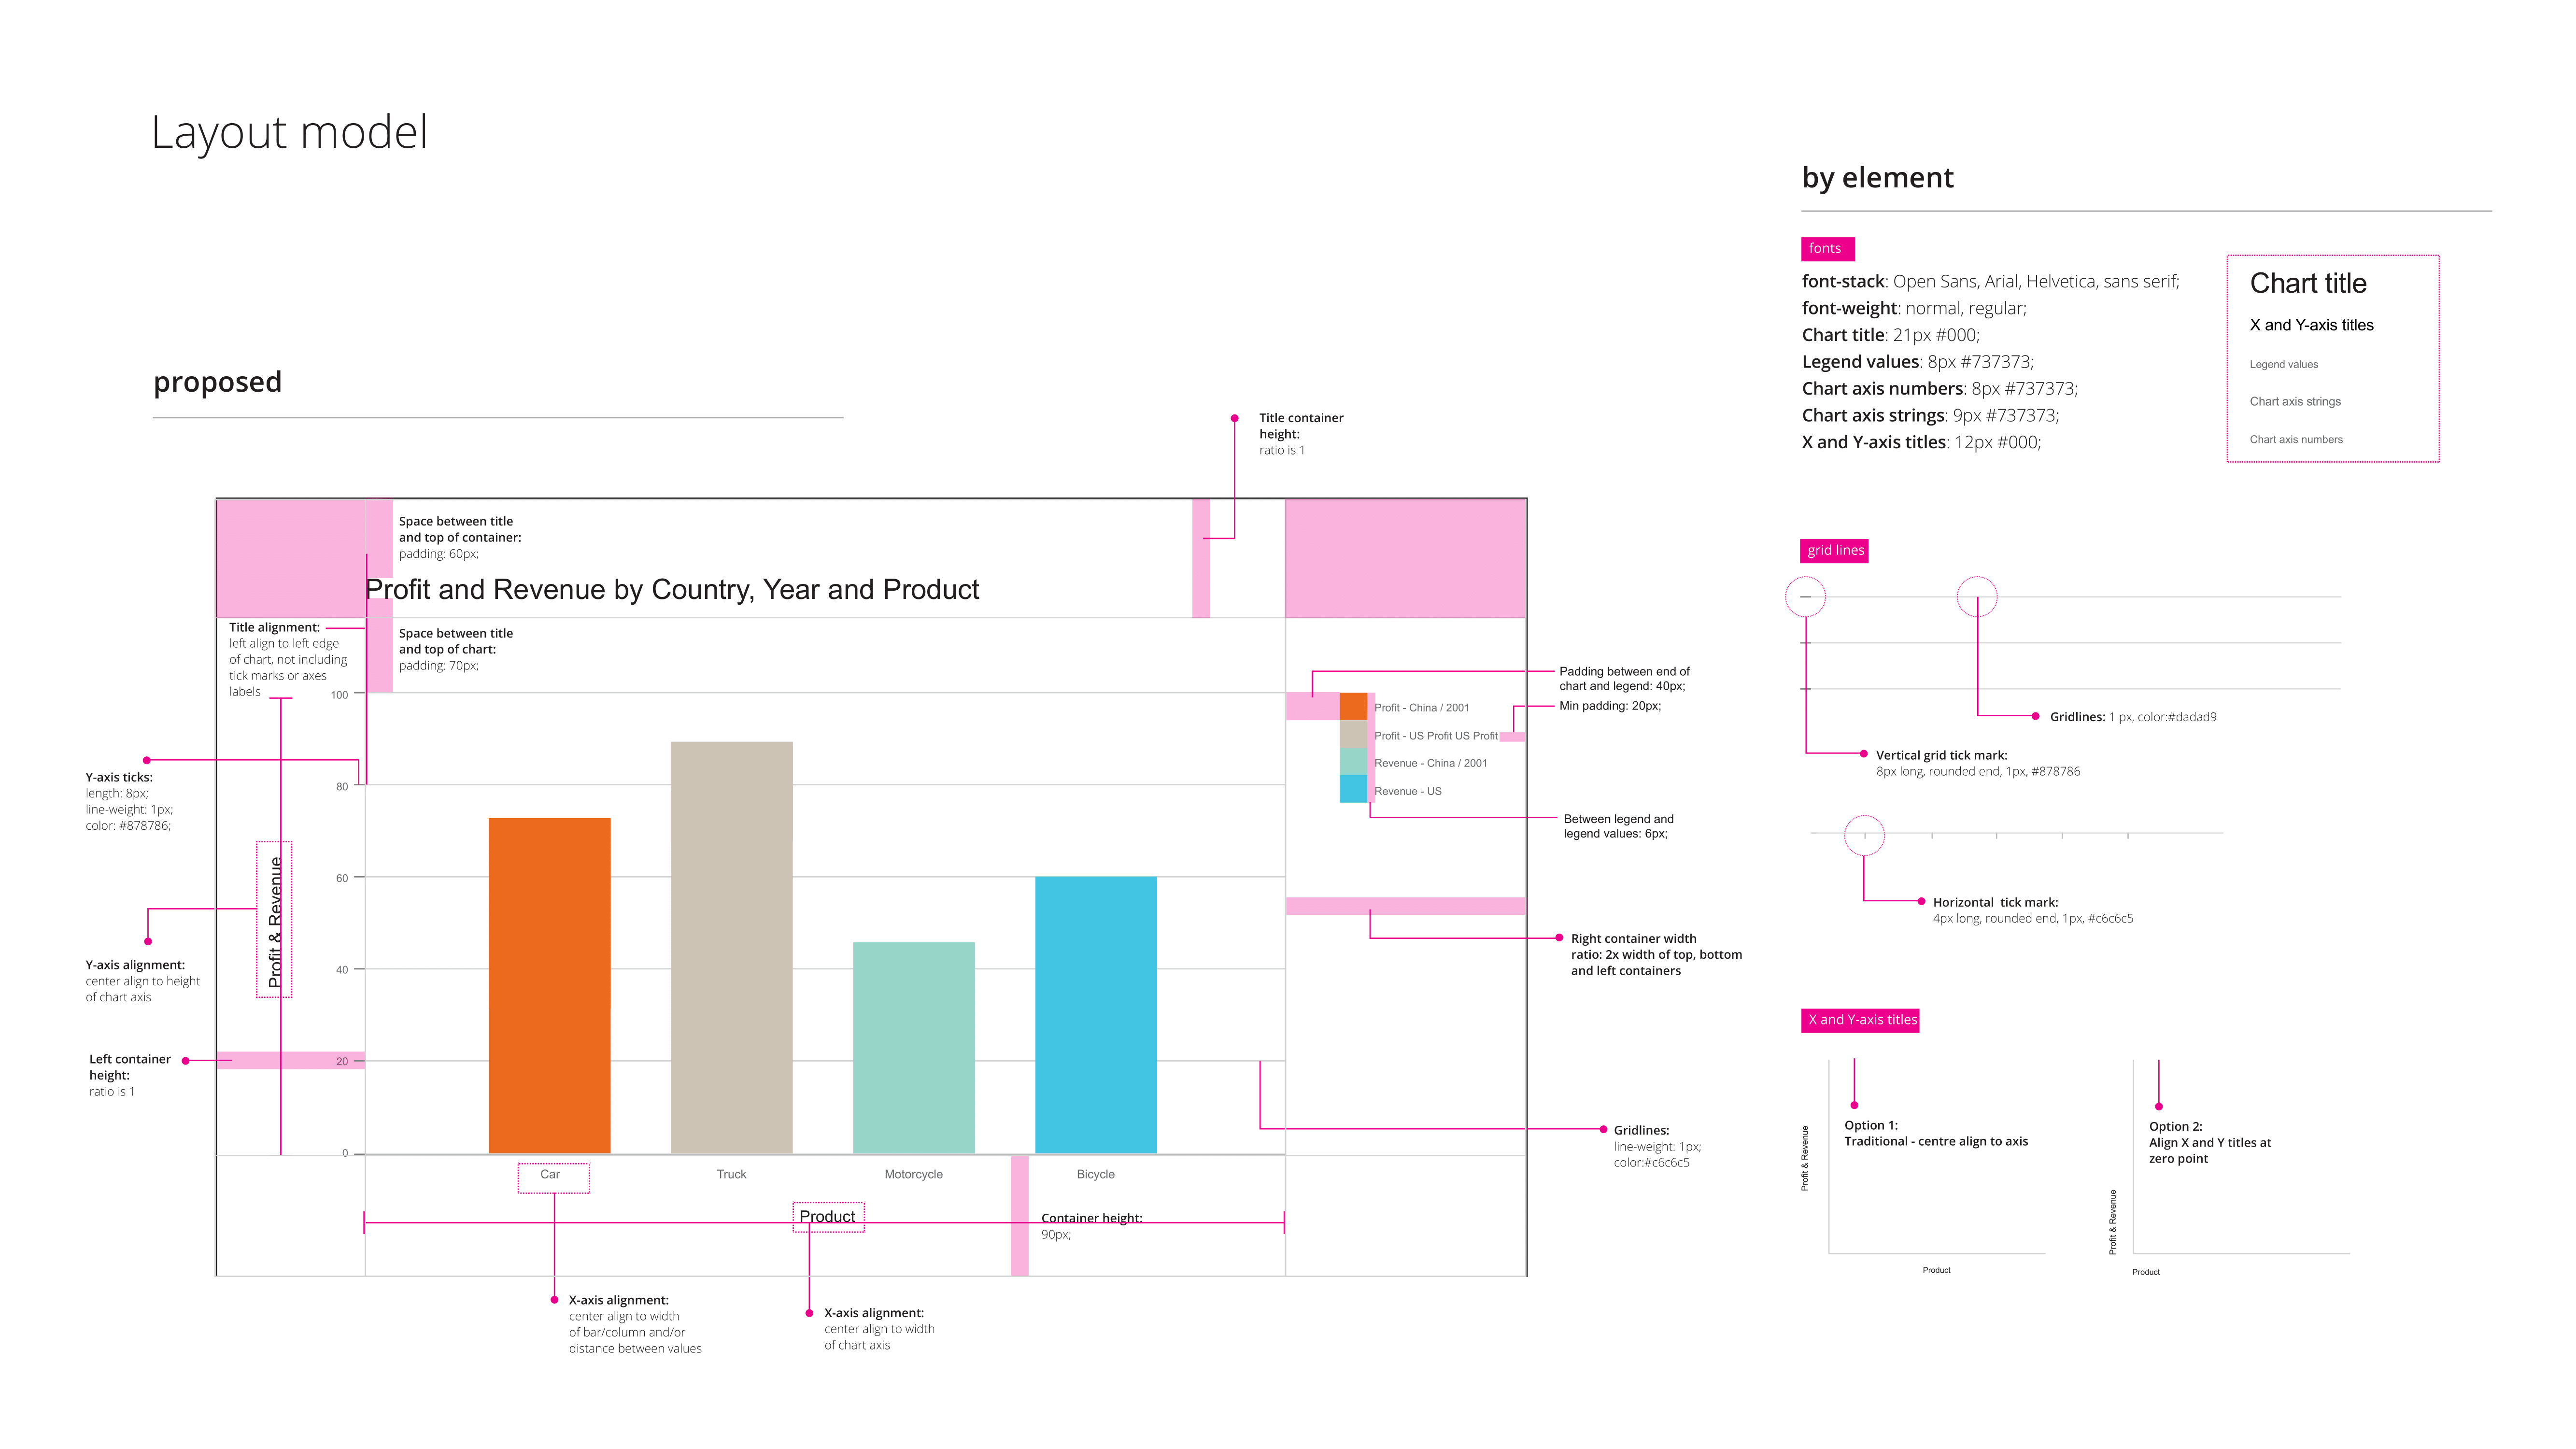 Layout model
by element
fonts
font-stack: Open Sans, Arial, Helvetica, sans serif;
font-weight: normal, regular;
Chart title: 21px #000;
Legend values: 8px #737373;
Chart axis numbers: 8px #737373;
Chart axis strings: 9px #737373;
X and Y-axis titles: 12px #000;
Chart title
X and Y-axis titles
Legend values
Chart axis strings
Chart axis numbers
proposed
Title container
height:
ratio is 1
Space between title
and top of container:
padding: 60px;
Profit and Revenue by Country, Year and Product
Title alignment:
left align to left edge
of chart, not including
tick marks or axes
labels
Space between title
and top of chart:
padding: 70px;
100
80
60
40
20
0
Y-axis ticks:
length: 8px;
line-weight: 1px;
color: #878786;
Profit & Revenue
Y-axis alignment:
center align to height
of chart axis
Left container
height:
ratio is 1
Profit - China / 2001
Profit - US Profit US Profit
Revenue - China / 2001
Revenue - US
Padding between end of
chart and legend: 40px;
Min padding: 20px;
Between legend and
legend values: 6px;
Right container width
ratio: 2x width of top, bottom
and left containers
Gridlines:
line-weight: 1px;
color:#c6c6c5
Car
Truck
Motorcycle
Bicycle
Product
Container height:
90px;
X-axis alignment:
center align to width
of bar/column and/or
distance between values
X-axis alignment:
center align to width
of chart axis
grid lines
Gridlines: 1 px, color:#dadad9
Vertical grid tick mark:
8px long, rounded end, 1px, #878786
Horizontal  tick mark:
4px long, rounded end, 1px, #c6c6c5
X and Y-axis titles
Option 1:
Traditional - centre align to axis
Profit & Revenue
Product
Option 2:
Align X and Y titles at
zero point
Profit & Revenue
Product